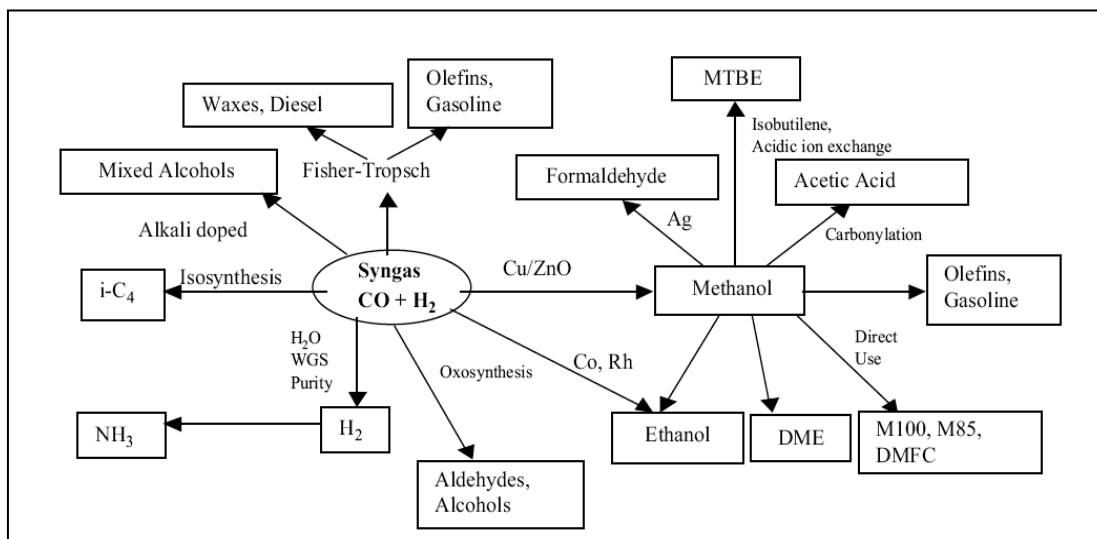 MTBE
Olefins,
Gasoline
Waxes, Diesel
Isobutilene,
Acidic ion exchange
Mixed Alcohols
Fisher-Tropsch
Formaldehyde
Acetic Acid
Ag
Alkali doped
Carbonylation
Isosynthesis
i-C₄
Syngas
CO + H₂
Cu/ZnO
Methanol
Olefins,
Gasoline
H₂O
WGS
Purity
Oxosynthesis
Co, Rh
Direct
Use
NH₃
H₂
Ethanol
DME
M100, M85,
DMFC
Aldehydes,
Alcohols